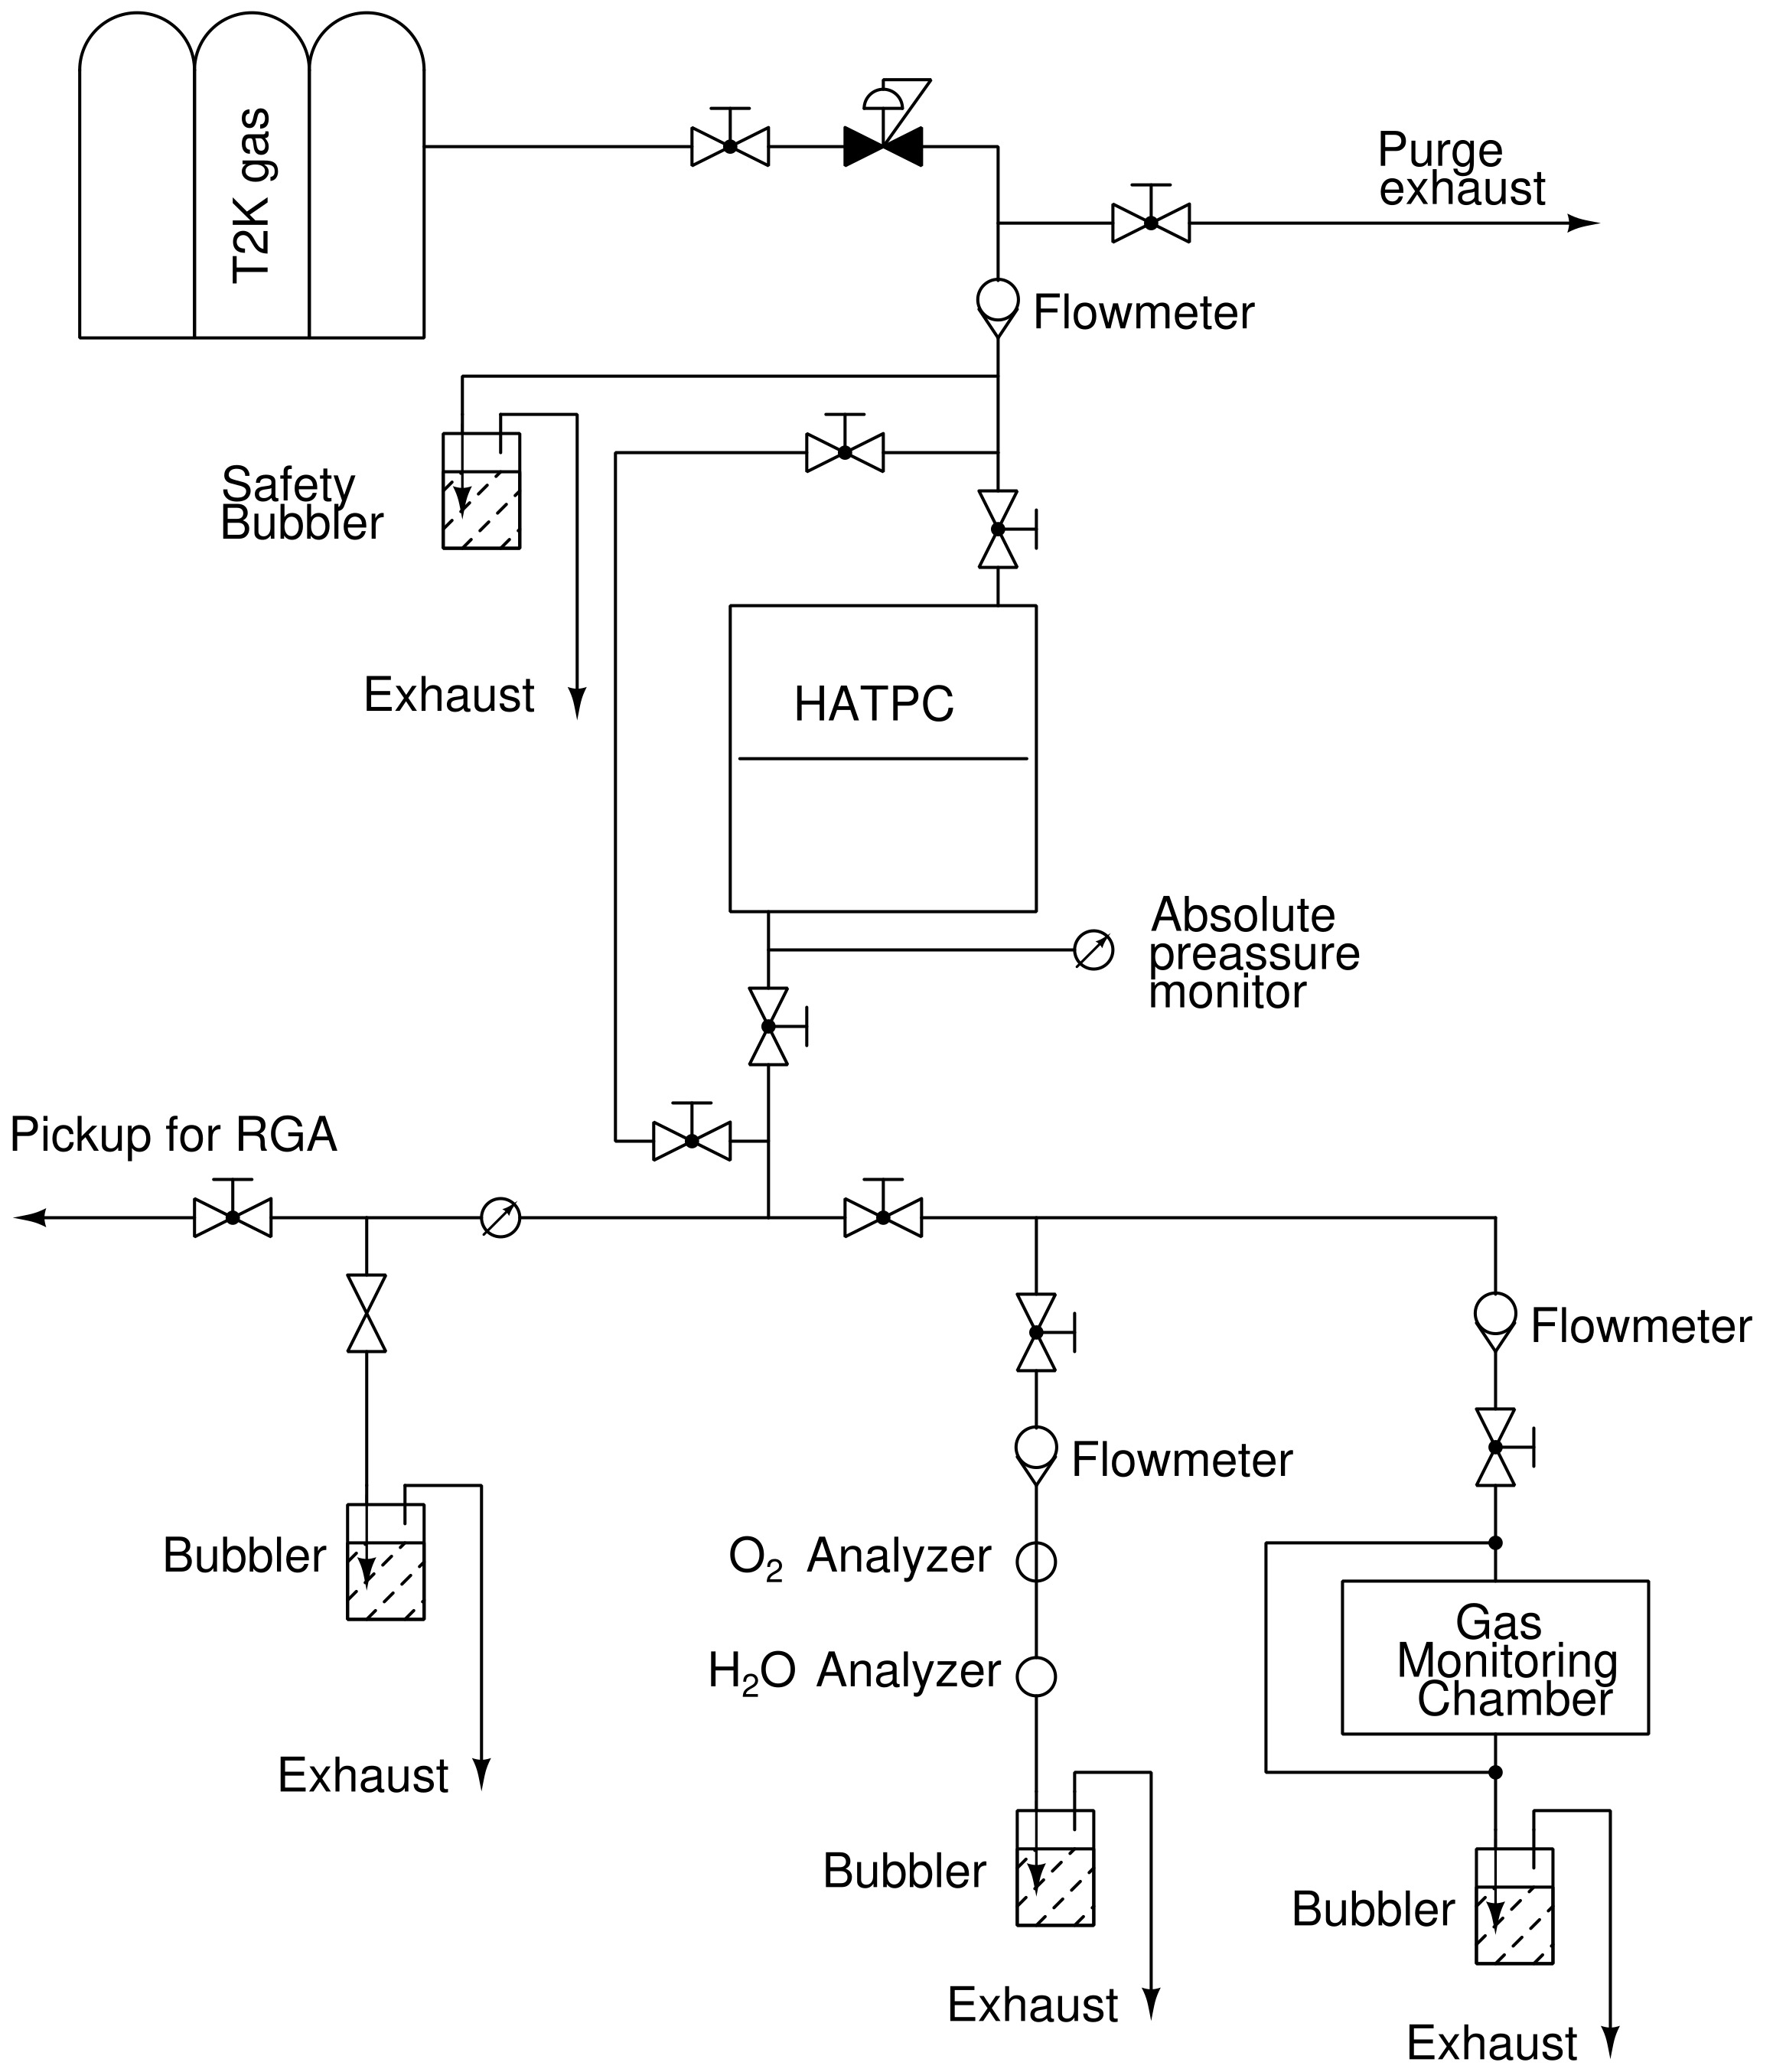 T2K gas
Purge
exhaust
Flowmeter
Safety
Bubbler
Exhaust
HATPC
Absolute
preassure
monitor
Pickup for RGA
Flowmeter
Flowmeter
O₂ Analyzer
Bubbler
H₂O Analyzer
Gas
Monitoring
Chamber
Exhaust
Bubbler
Bubbler
Exhaust
Exhaust